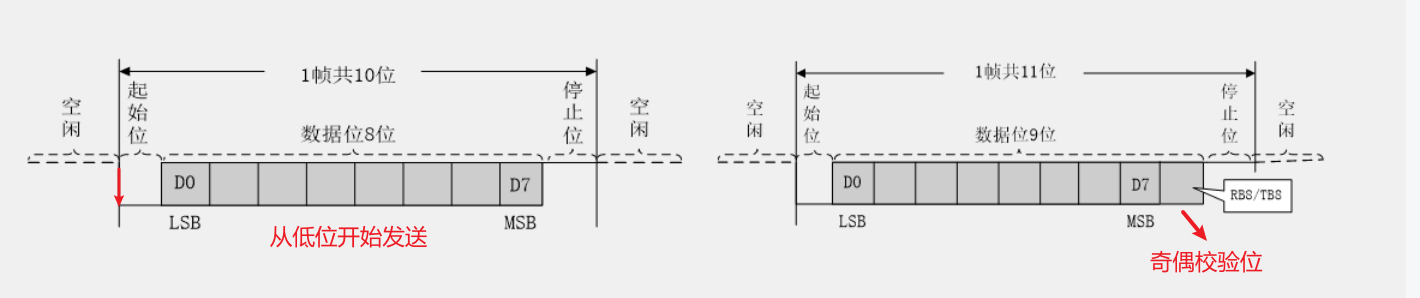 1帧共10位
空闲
起始位
数据位8位
停止位
空闲
D0
D7
LSB
MSB
从低位开始发送
1帧共11位
空闲
起始位
数据位9位
停止位
空闲
D0
D7
RBS/TBS
LSB
MSB
奇偶校验位